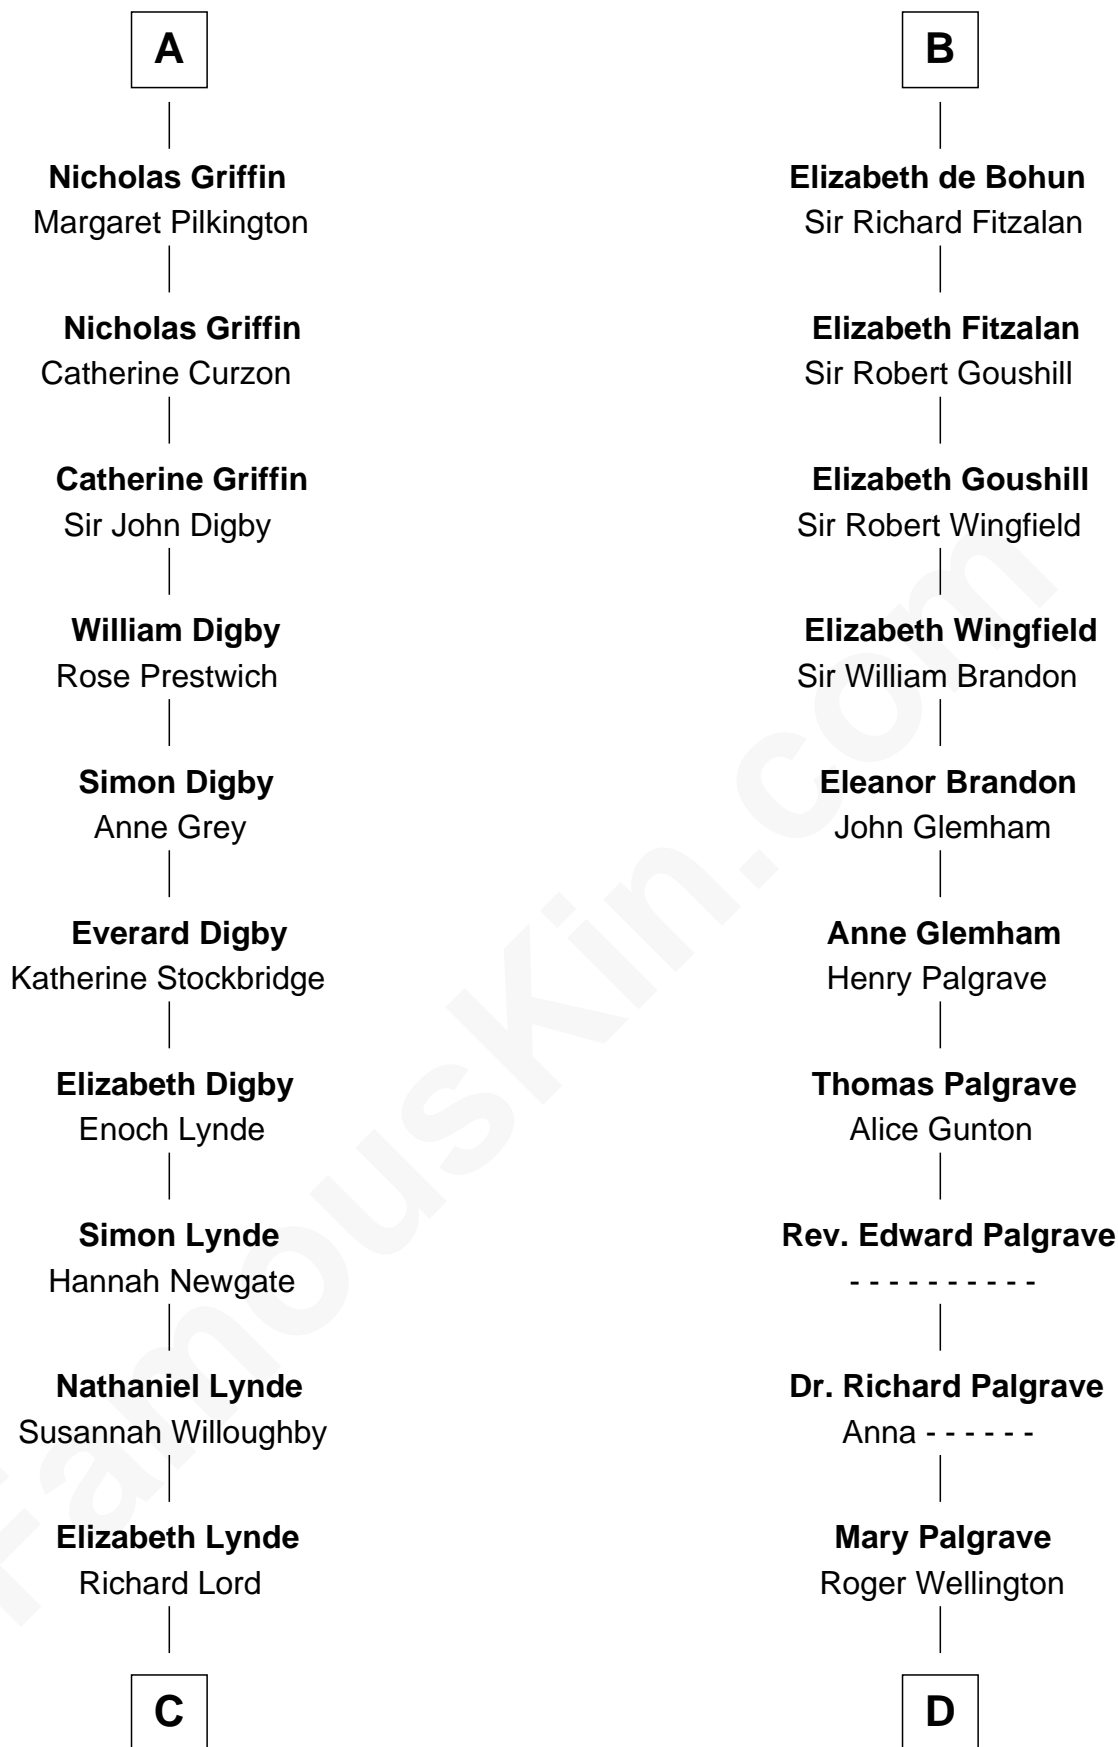 A
Nicholas Griffin
Margaret Pilkington
Nicholas Griffin
Catherine Curzon
Catherine Griffin
Sir John Digby
William Digby
Rose Prestwich
Simon Digby
Anne Grey
Everard Digby
Katherine Stockbridge
Elizabeth Digby
Enoch Lynde
Simon Lynde
Hannah Newgate
Nathaniel Lynde
Susannah Willoughby
Elizabeth Lynde
Richard Lord
C
B
Elizabeth de Bohun
Sir Richard Fitzalan
Elizabeth Fitzalan
Sir Robert Goushill
Elizabeth Goushill
Sir Robert Wingfield
Elizabeth Wingfield
Sir William Brandon
Eleanor Brandon
John Glemham
Anne Glemham
Henry Palgrave
Thomas Palgrave
Alice Gunton
Rev. Edward Palgrave
- - - - - - - - - -
Dr. Richard Palgrave
Anna - - - - - -
Mary Palgrave
Roger Wellington
D
FamousKin.com